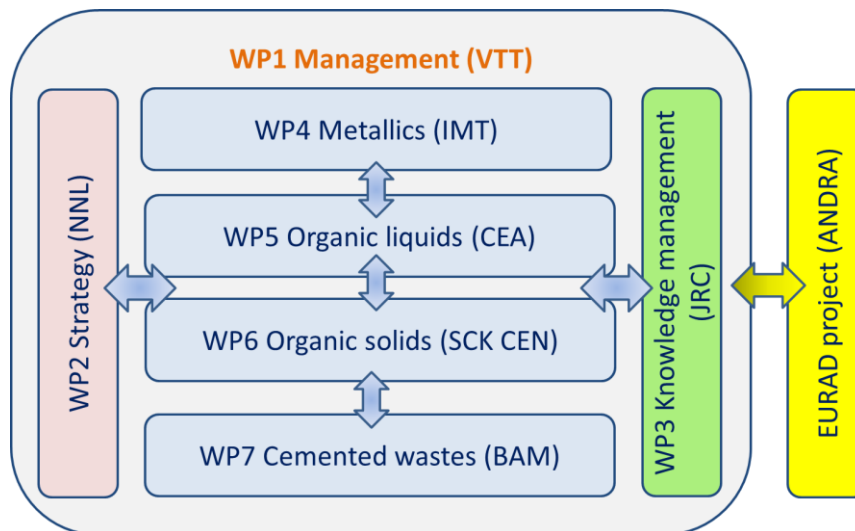 WP1 Management (VTT)
WP2 Strategy (NNL)
WP4 Metallics (IMT)
WP5 Organic liquids (CEA)
WP6 Organic solids (SCK CEN)
WP7 Cemented wastes (BAM)
WP3 Knowledge management
(JRC)
EURAD project (ANDRA)